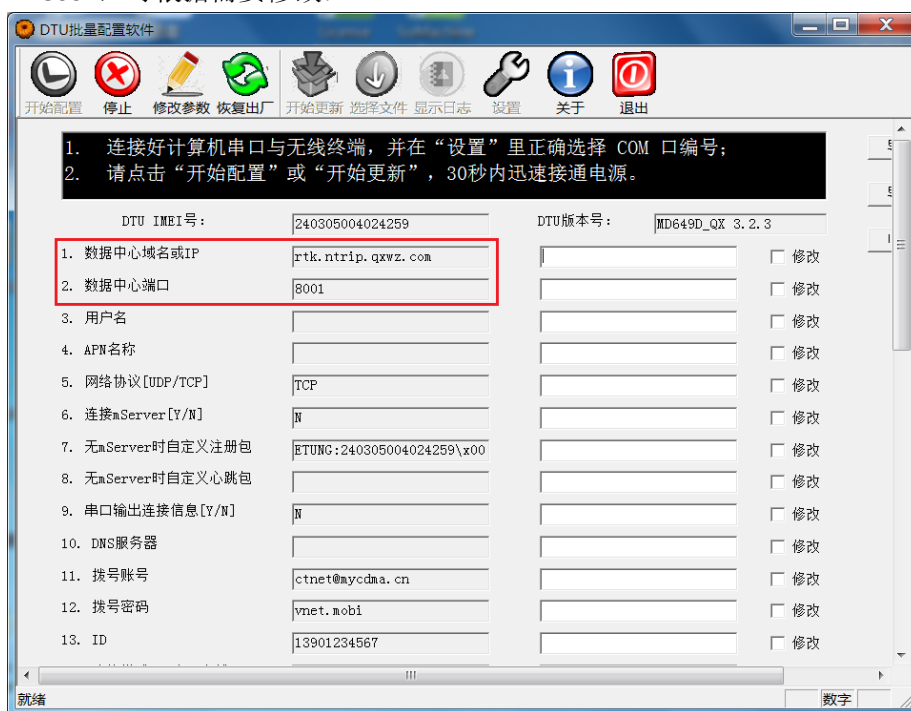 DTU批量配置软件
开始配置 停止 修改参数 恢复出厂 开始更新 选择文件 显示日志 设置 关于 退出
1. 连接好计算机串口与无线终端，并在“设置”里正确选择 COM 口编号；
2. 请点击“开始配置”或“开始更新”，30秒内迅速接通电源。
DTU IMEI号： 240305004024259 DTU版本号： MD649D_QX 3.2.3
1. 数据中心域名或IP rtk.ntrip.qxwz.com 修改
2. 数据中心端口 8001 修改
3. 用户名 修改
4. APN名称 修改
5. 网络协议[UDP/TCP] TCP 修改
6. 连接mServer[Y/N] N 修改
7. 无mServer时自定义注册包 ETUNG:240305004024259\x00 修改
8. 无mServer时自定义心跳包 修改
9. 串口输出连接信息[Y/N] N 修改
10. DNS服务器 修改
11. 拨号账号 ctnet@mycdma.cn 修改
12. 拨号密码 vnet.mobi 修改
13. ID 13901234567 修改
就绪 数字